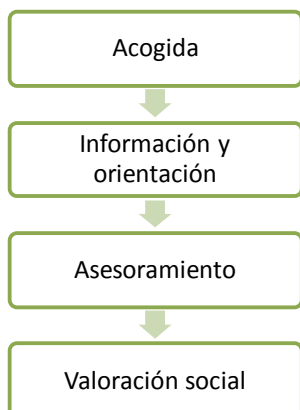 Acogida
Información y
orientación
Asesoramiento
Valoración social